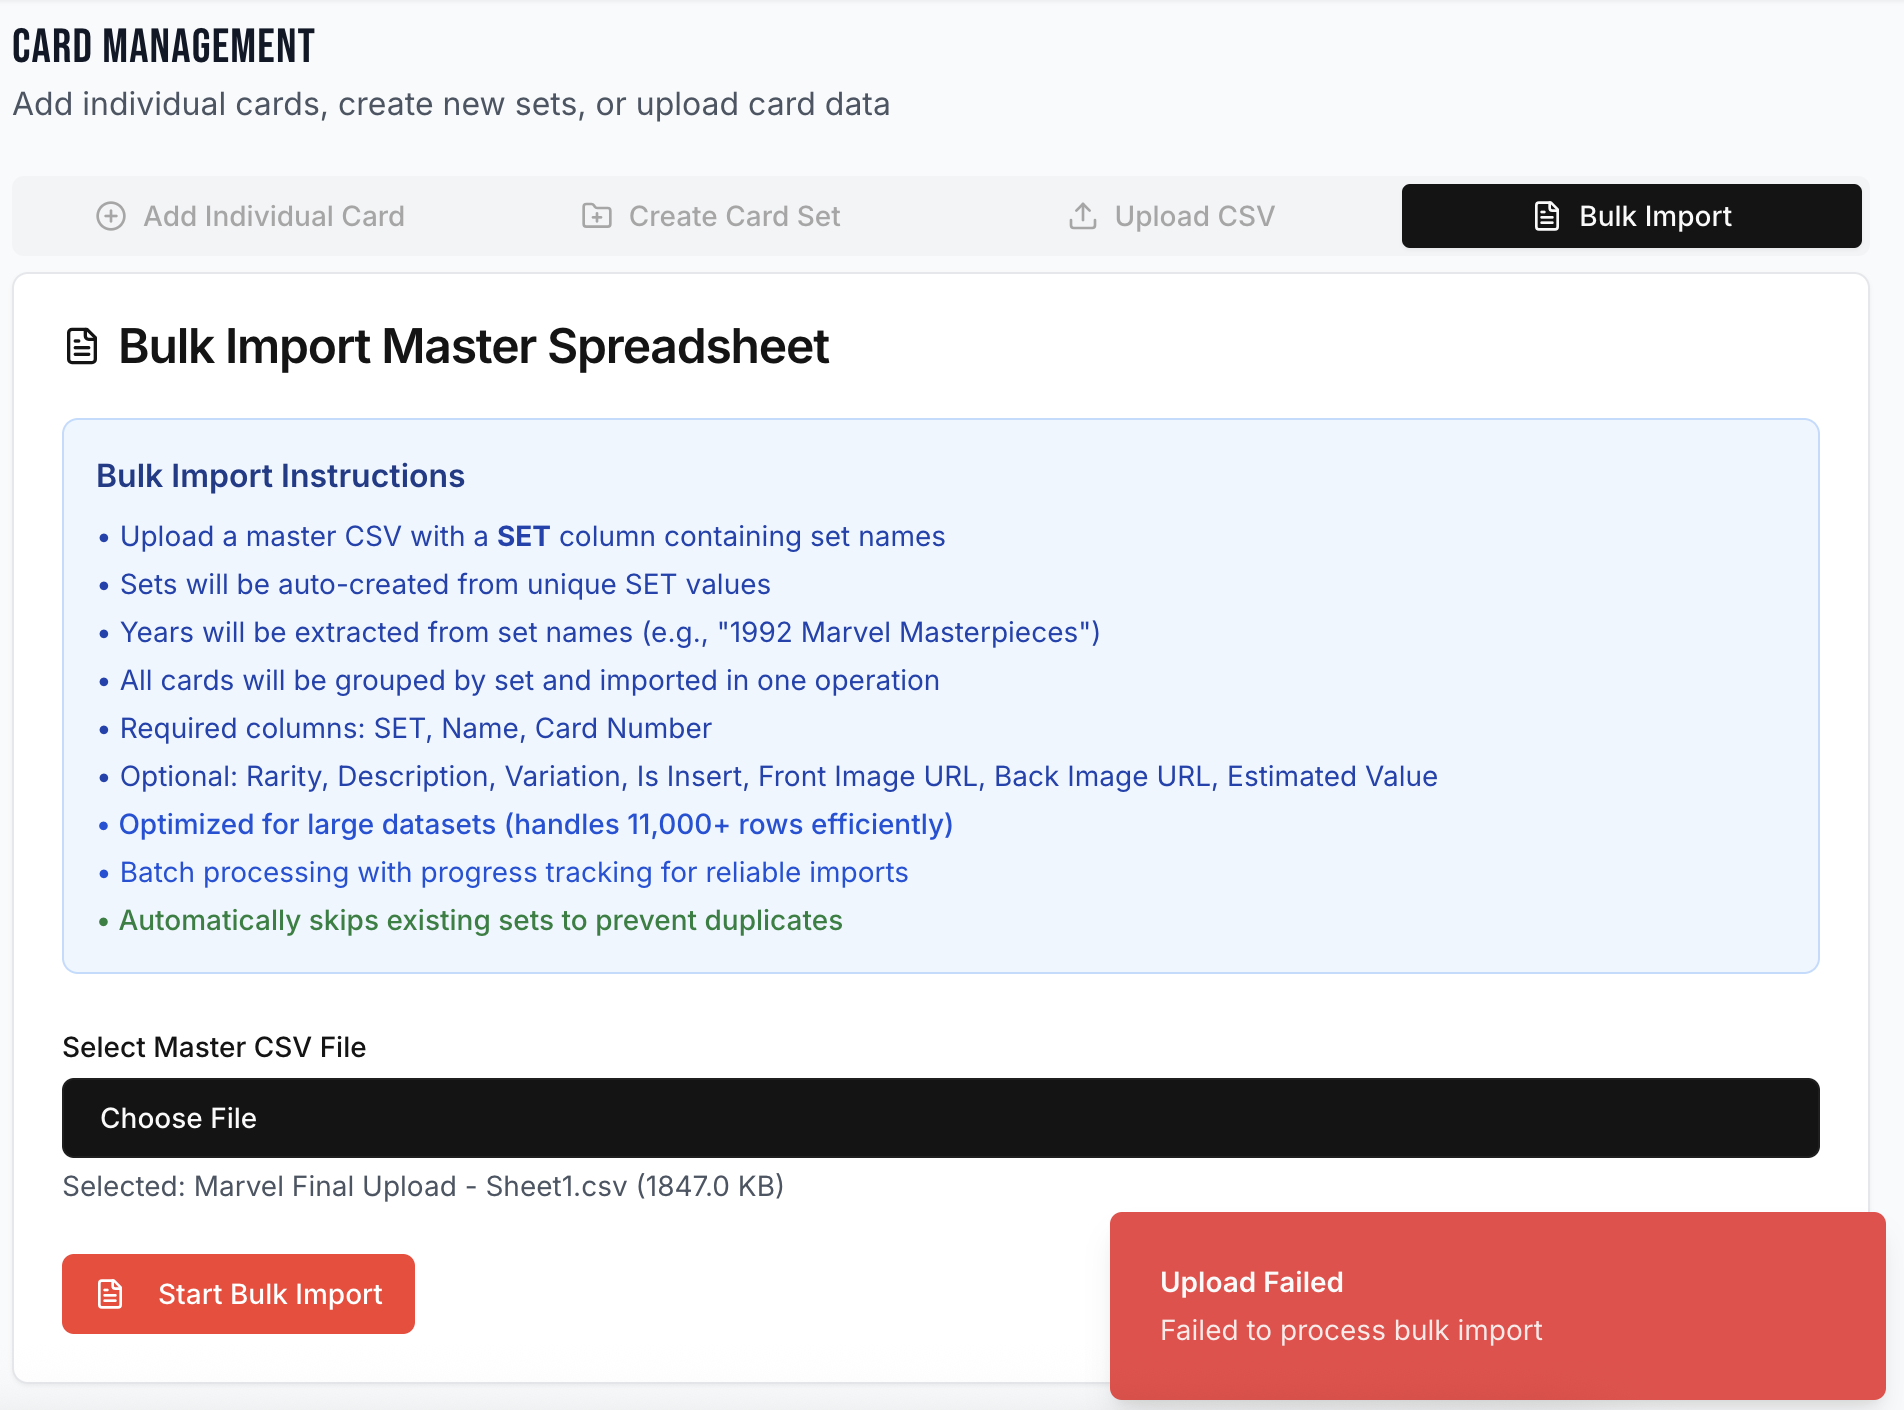 CARD MANAGEMENT
Add individual cards, create new sets, or upload card data
Add Individual Card
Create Card Set
Upload CSV
Bulk Import
Bulk Import Master Spreadsheet
Bulk Import Instructions
• Upload a master CSV with a SET column containing set names
• Sets will be auto-created from unique SET values
• Years will be extracted from set names (e.g., "1992 Marvel Masterpieces")
• All cards will be grouped by set and imported in one operation
• Required columns: SET, Name, Card Number
• Optional: Rarity, Description, Variation, Is Insert, Front Image URL, Back Image URL, Estimated Value
• Optimized for large datasets (handles 11,000+ rows efficiently)
• Batch processing with progress tracking for reliable imports
• Automatically skips existing sets to prevent duplicates
Select Master CSV File
Choose File
Selected: Marvel Final Upload - Sheet1.csv (1847.0 KB)
Start Bulk Import
Upload Failed
Failed to process bulk import